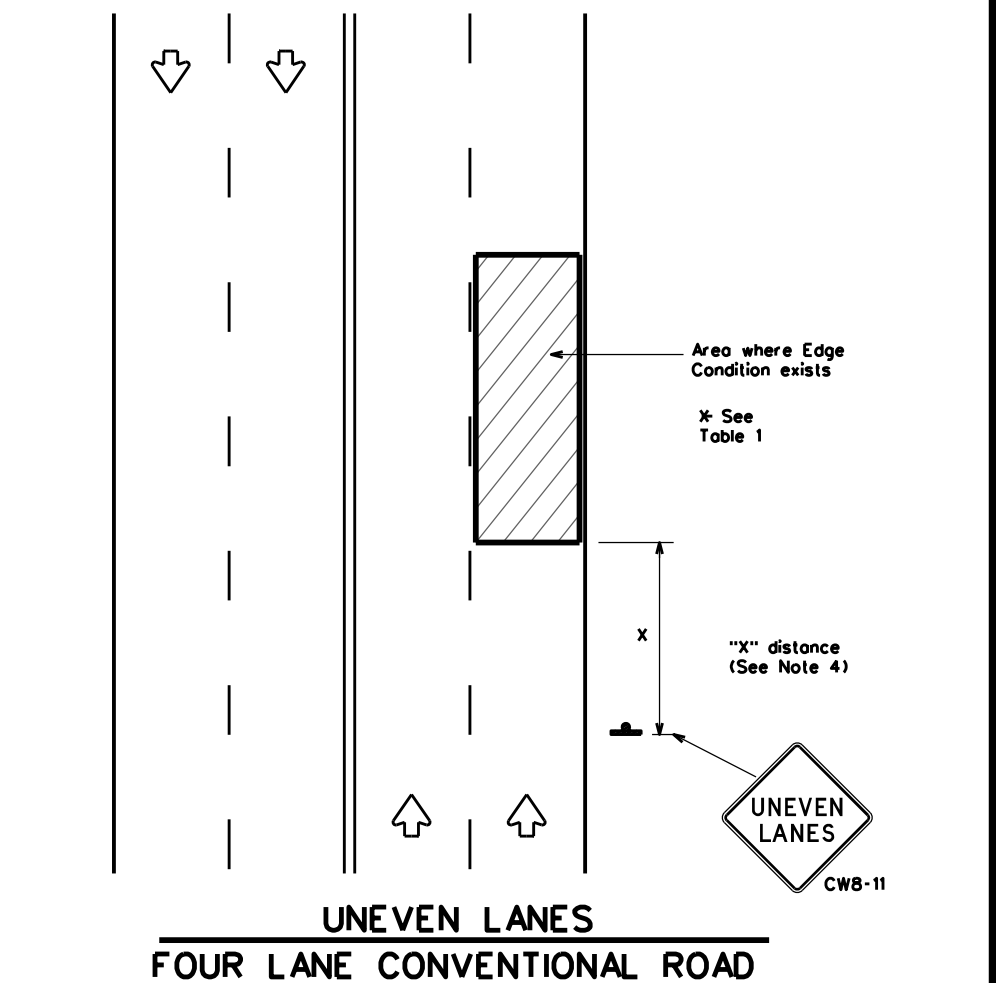 Area where Edge
Condition exists
* See
Table 1
X
"X" distance
(See Note 4)
UNEVEN
LANES
CW8-11
UNEVEN LANES
FOUR LANE CONVENTIONAL ROAD